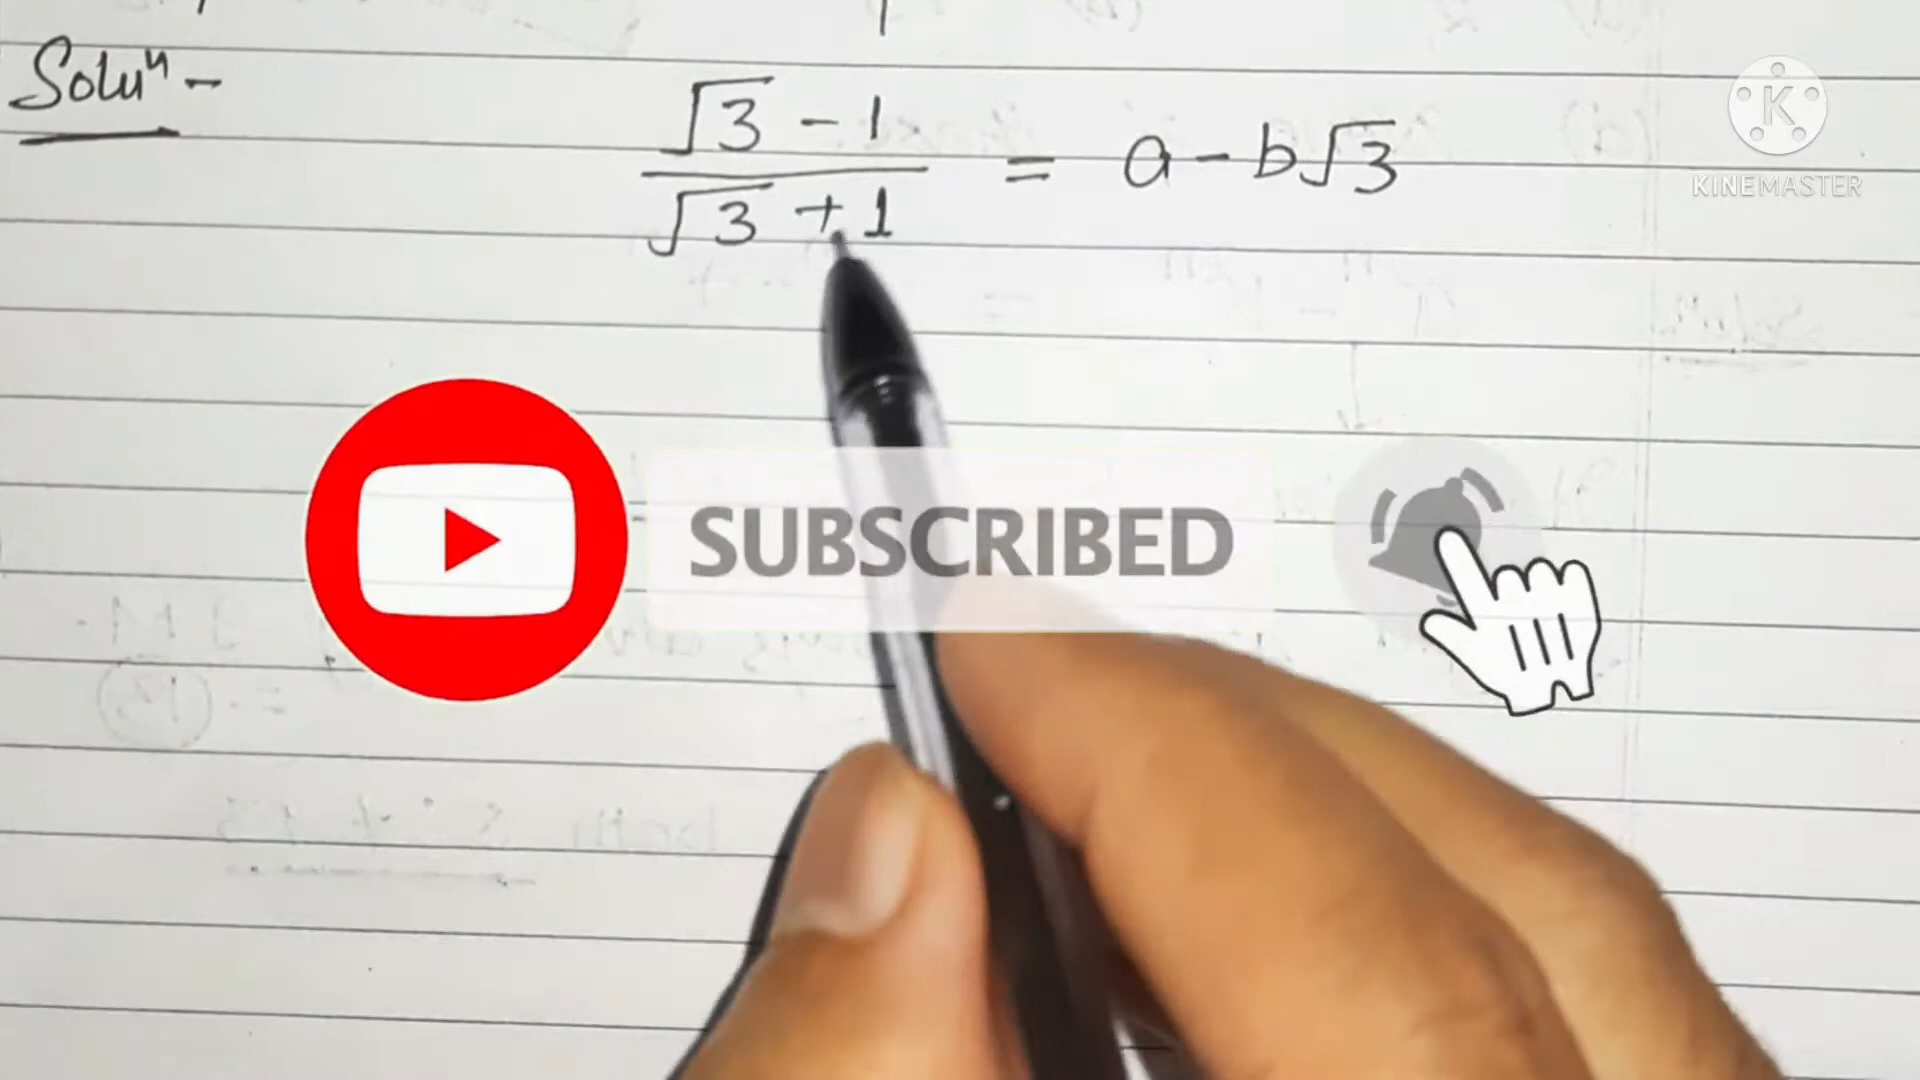 Soluⁿ -
√3 - 1
√3 + 1
= a - b√3
KINEMASTER
SUBSCRIBED